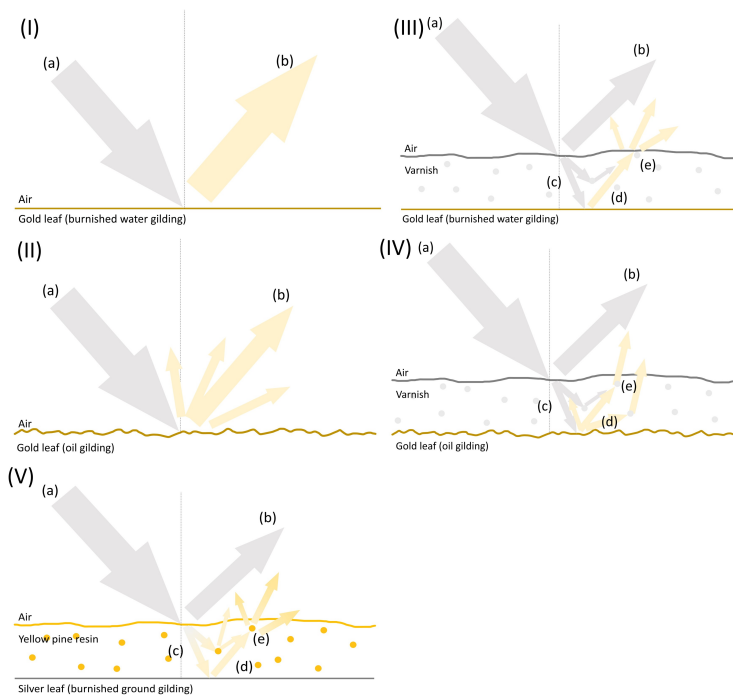 (I)
(a)
(b)
Air
Gold leaf (burnished water gilding)
(II)
(a)
(b)
Air
Gold leaf (oil gilding)
(III)
(a)
(b)
Air
Varnish
(c)
(d)
(e)
Gold leaf (burnished water gilding)
(IV)
(a)
(b)
Air
Varnish
(c)
(d)
(e)
Gold leaf (oil gilding)
(V)
(a)
(b)
Air
Yellow pine resin
(c)
(d)
(e)
Silver leaf (burnished ground gilding)